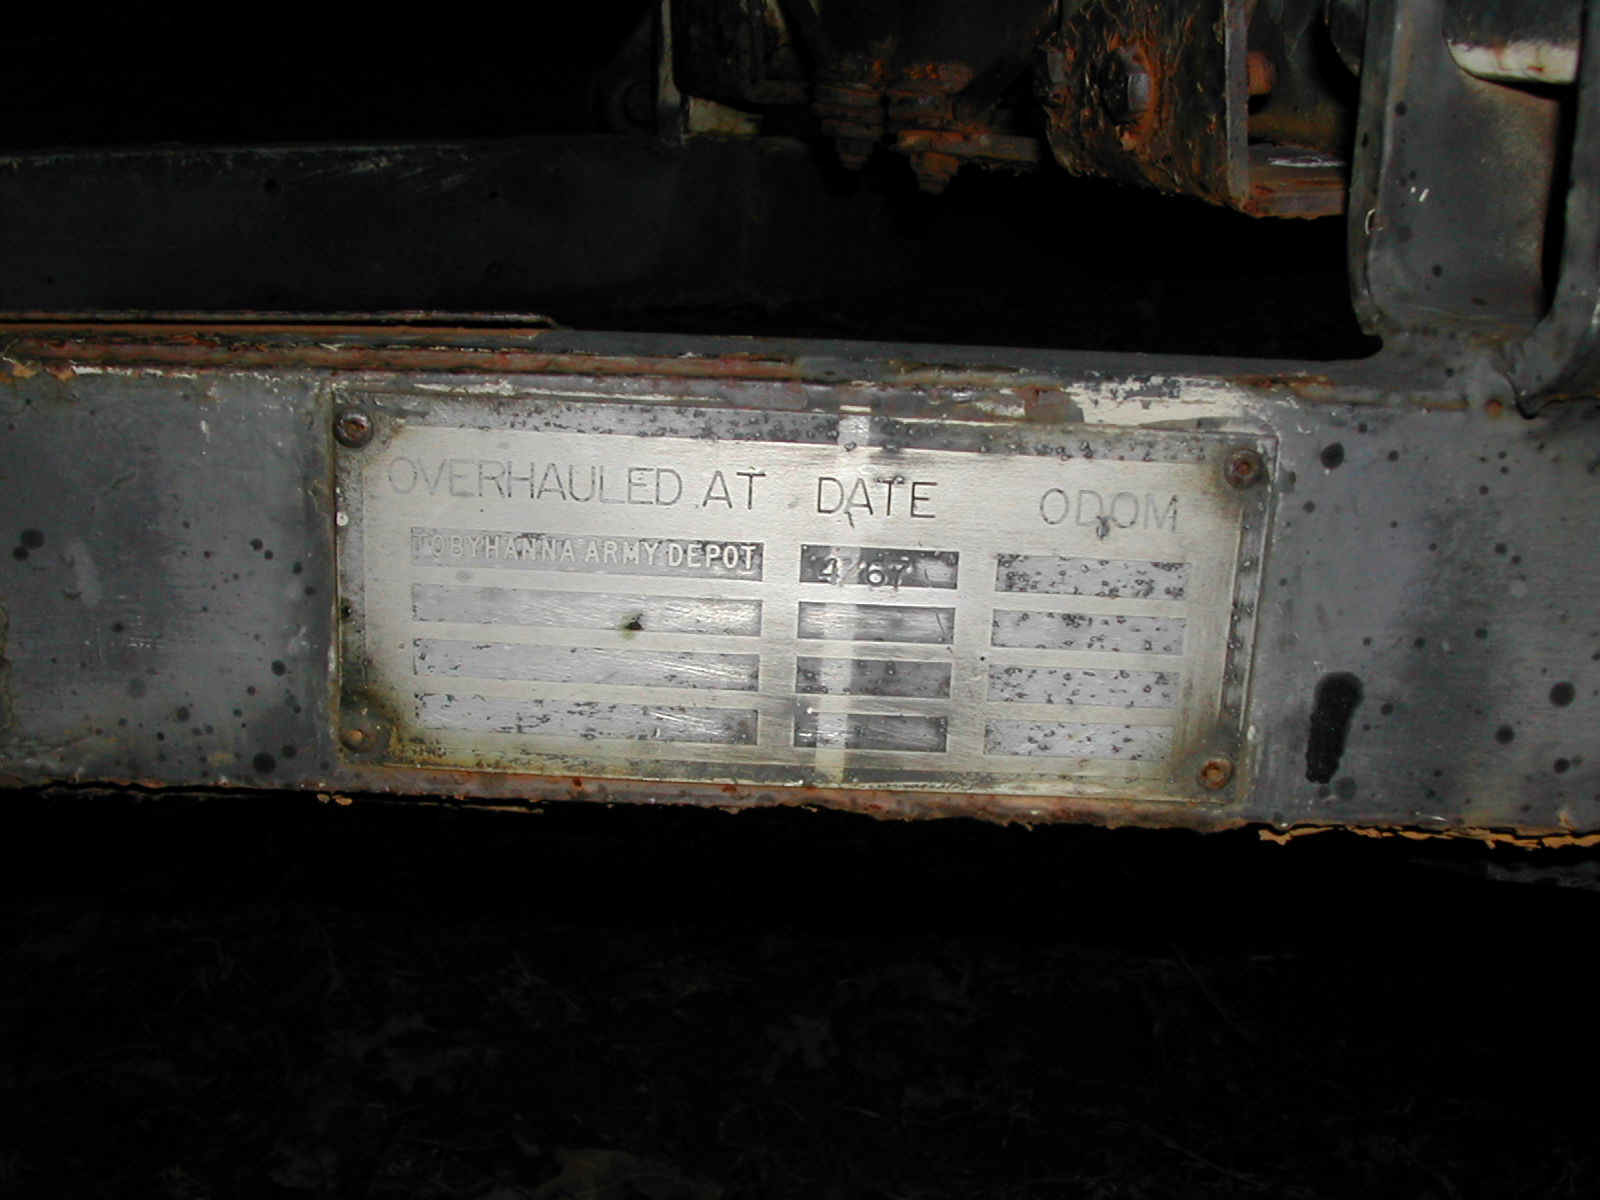 OVERHAULED AT DATE ODOM
TOBYHANNA ARMY DEPOT 4/67